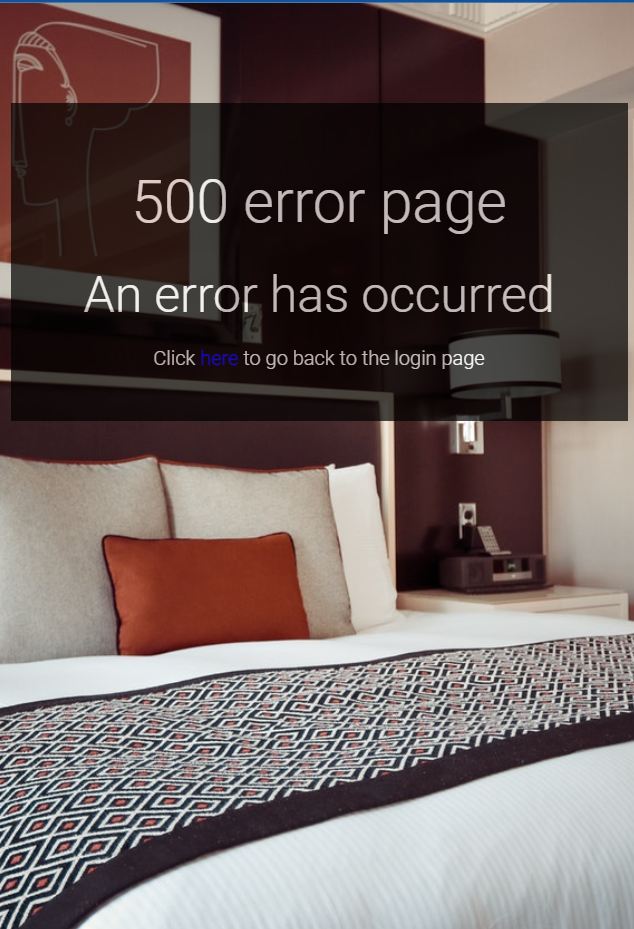 500 error page
An error has occurred
Click here to go back to the login page